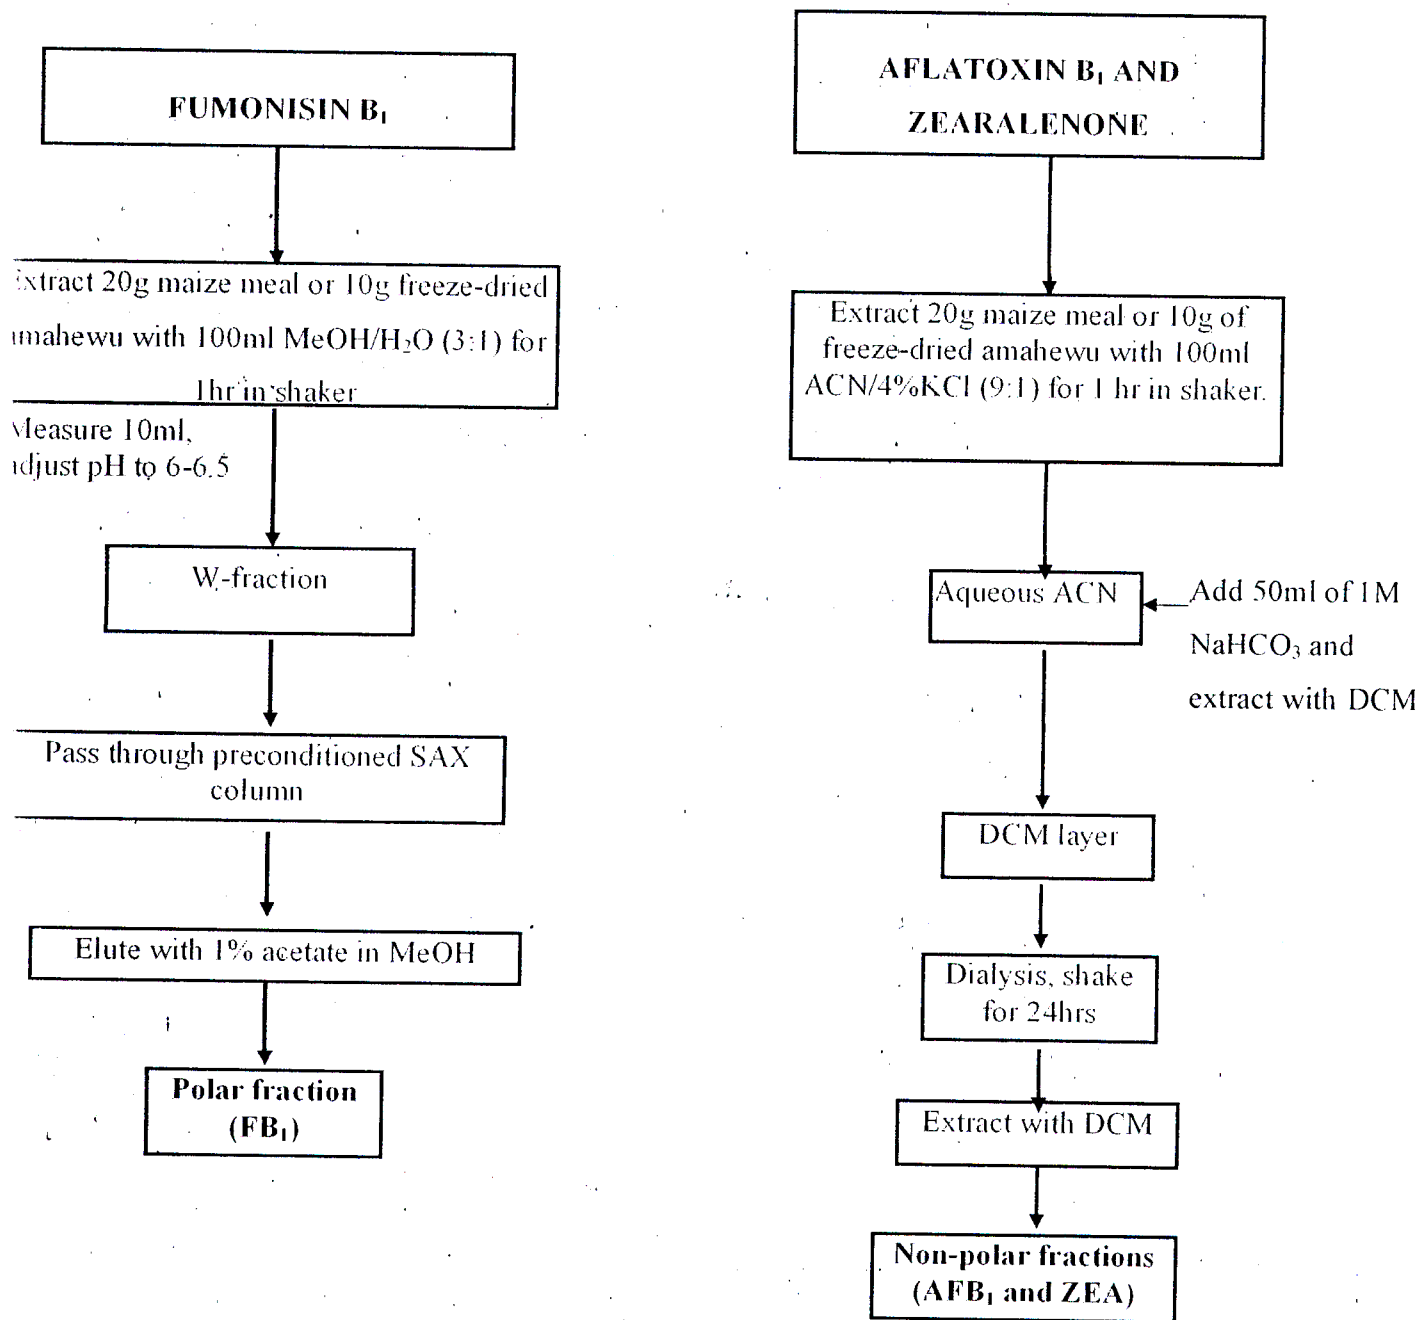 FUMONISIN B₁
Extract 20g maize meal or 10g freeze-dried
amahewu with 100ml MeOH/H₂O (3:1) for
1hr in shaker
Measure 10ml,
adjust pH to 6-6.5
W-fraction
Pass through preconditioned SAX
column
Elute with 1% acetate in MeOH
Polar fraction
(FB₁)
AFLATOXIN B₁ AND
ZEARALENONE
Extract 20g maize meal or 10g of
freeze-dried amahewu with 100ml
ACN/4%KCl (9:1) for 1 hr in shaker.
Aqueous ACN
Add 50ml of 1M
NaHCO₃ and
extract with DCM
DCM layer
Dialysis, shake
for 24hrs
Extract with DCM
Non-polar fractions
(AFB₁ and ZEA)